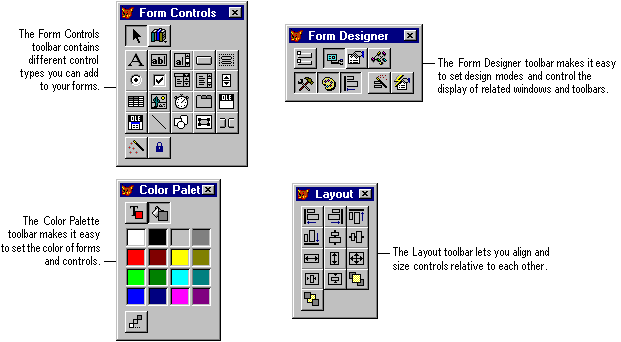 Form Controls
The Form Controls
toolbar contains
different control
types you can add
to your forms.
A
ab|
a|
OLE
OLE
Form Designer
The Form Designer toolbar makes it easy
to set design modes and control the
display of related windows and toolbars.
Color Palet
T
The Color Palette
toolbar makes it easy
to set the color of forms
and controls.
Layout
The Layout toolbar lets you align and
size controls relative to each other.